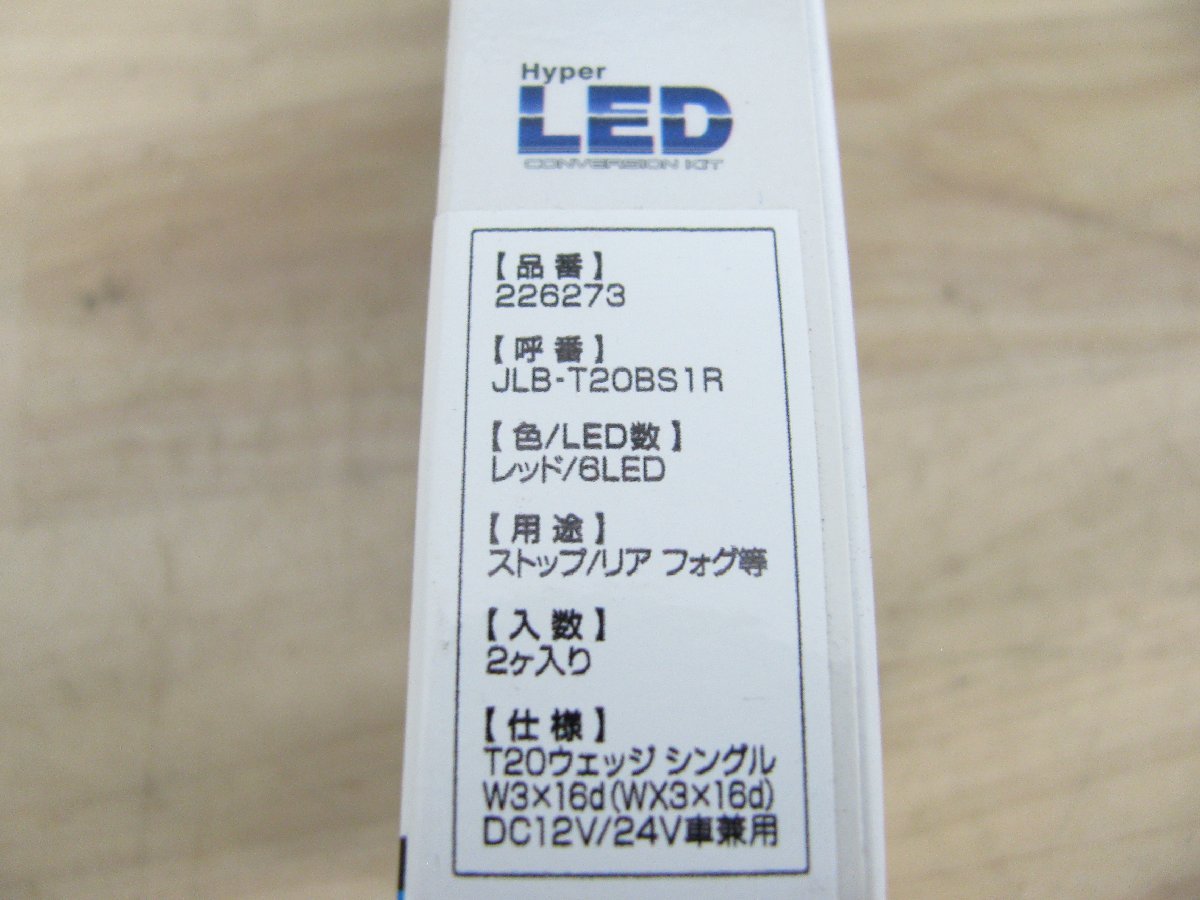 Hyper
LED
CONVERSION KIT
【品番】
226273
【呼番】
JLB-T20BS1R
【色/LED数】
レッド/6LED
【用途】
ストップ/リア フォグ等
【入数】
2ヶ入り
【仕様】
T20ウェッジ シングル
W3×16d(WX3×16d)
DC12V/24V車兼用